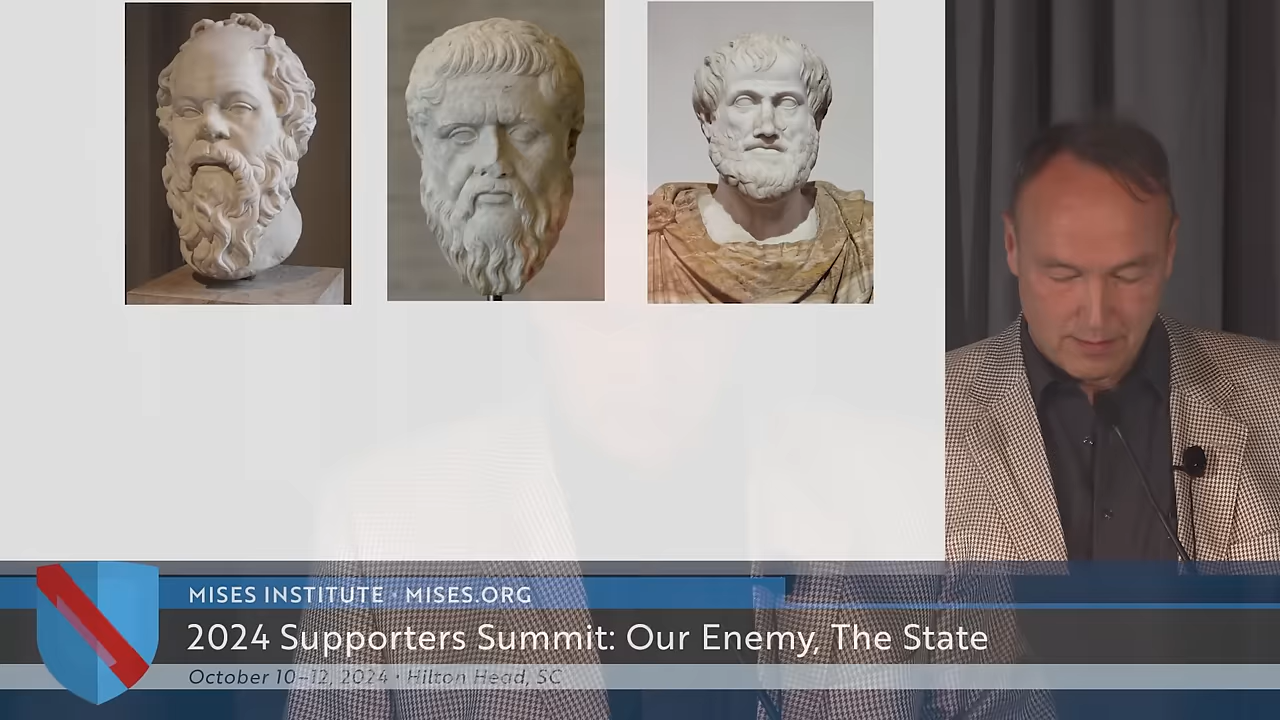 MISES INSTITUTE · MISES.ORG
2024 Supporters Summit: Our Enemy, The State
October 10–12, 2024 · Hilton Head, SC